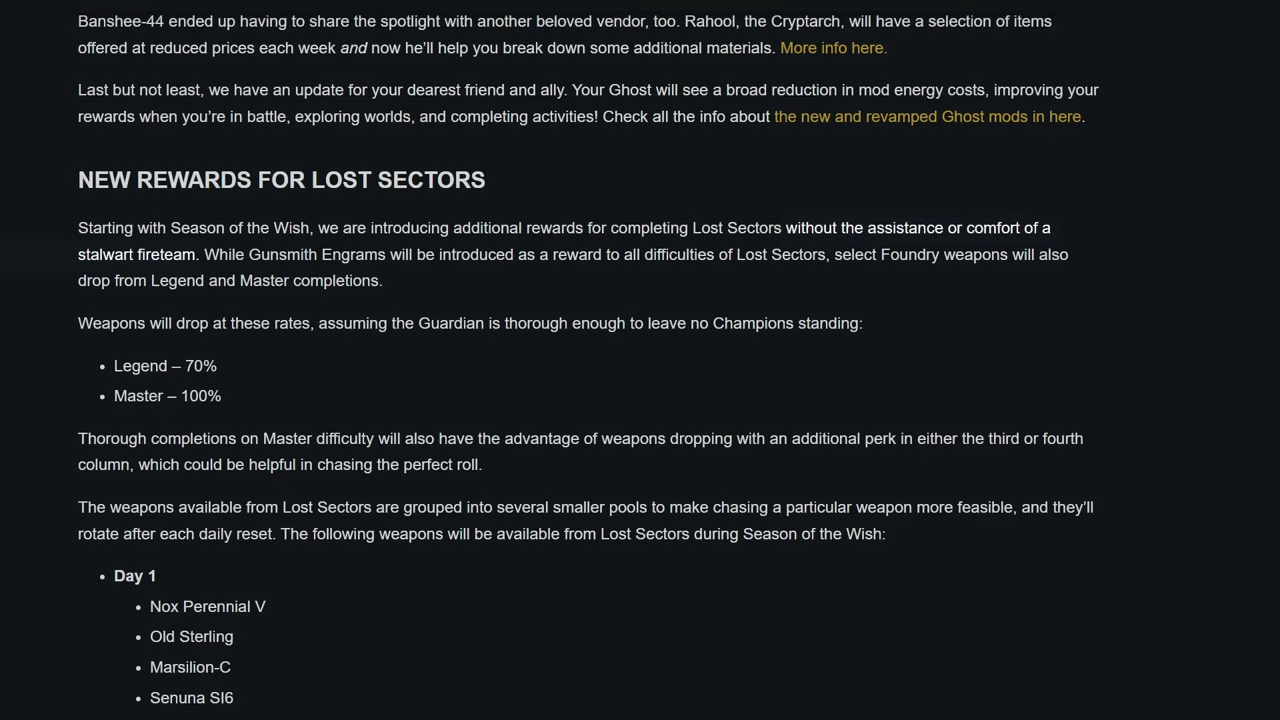 Banshee-44 ended up having to share the spotlight with another beloved vendor, too. Rahool, the Cryptarch, will have a selection of items
offered at reduced prices each week and now he'll help you break down some additional materials. More info here.
Last but not least, we have an update for your dearest friend and ally. Your Ghost will see a broad reduction in mod energy costs, improving your
rewards when you're in battle, exploring worlds, and completing activities! Check all the info about the new and revamped Ghost mods in here.
NEW REWARDS FOR LOST SECTORS
Starting with Season of the Wish, we are introducing additional rewards for completing Lost Sectors without the assistance or comfort of a
stalwart fireteam. While Gunsmith Engrams will be introduced as a reward to all difficulties of Lost Sectors, select Foundry weapons will also
drop from Legend and Master completions.
Weapons will drop at these rates, assuming the Guardian is thorough enough to leave no Champions standing:
• Legend – 70%
• Master – 100%
Thorough completions on Master difficulty will also have the advantage of weapons dropping with an additional perk in either the third or fourth
column, which could be helpful in chasing the perfect roll.
The weapons available from Lost Sectors are grouped into several smaller pools to make chasing a particular weapon more feasible, and they'll
rotate after each daily reset. The following weapons will be available from Lost Sectors during Season of the Wish:
• Day 1
• Nox Perennial V
• Old Sterling
• Marsilion-C
• Senuna SI6